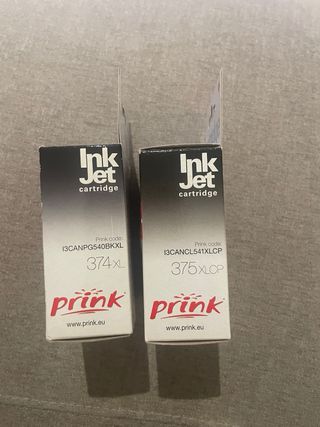 Ink
Jet
cartridge
Prink code:
I3CANPG540BKXL
374XL
prink
www.prink.eu
Ink
Jet
cartridge
Prink code:
I3CANCL541XLCP
375XLCP
prink
www.prink.eu